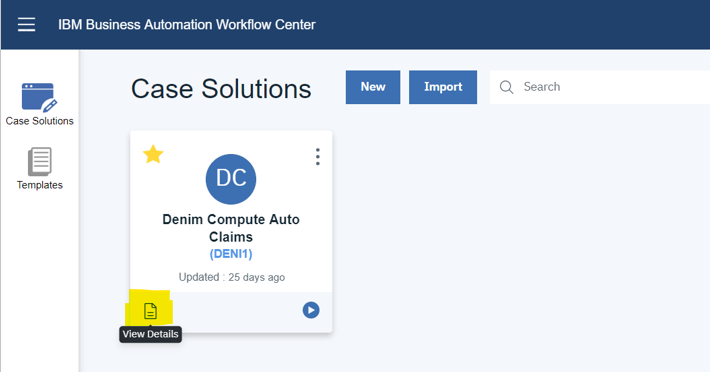 IBM Business Automation Workflow Center
Case Solutions
Templates
Case Solutions
New
Import
Search
DC
Denim Compute Auto
Claims
(DENI1)
Updated : 25 days ago
View Details